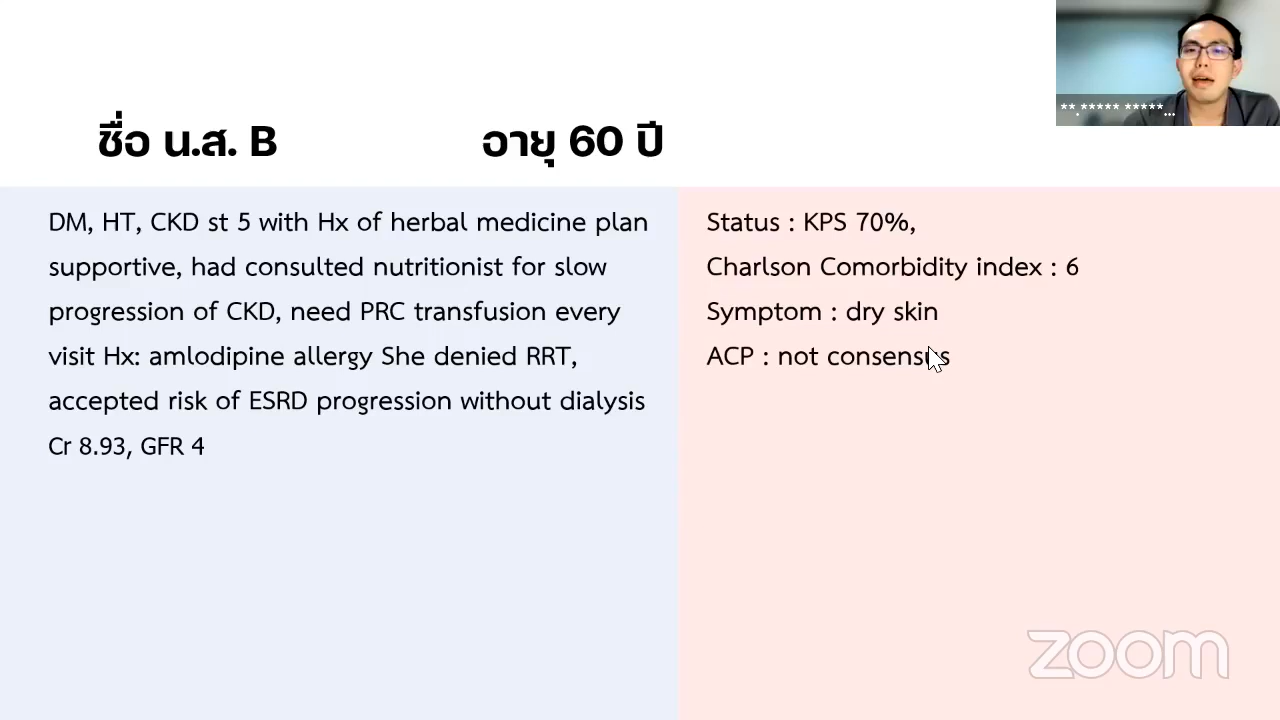 **.***** *****...
ชื่อ น.ส. B อายุ 60 ปี
DM, HT, CKD st 5 with Hx of herbal medicine plan
supportive, had consulted nutritionist for slow
progression of CKD, need PRC transfusion every
visit Hx: amlodipine allergy She denied RRT,
accepted risk of ESRD progression without dialysis
Cr 8.93, GFR 4
Status : KPS 70%,
Charlson Comorbidity index : 6
Symptom : dry skin
ACP : not consensus
zoom